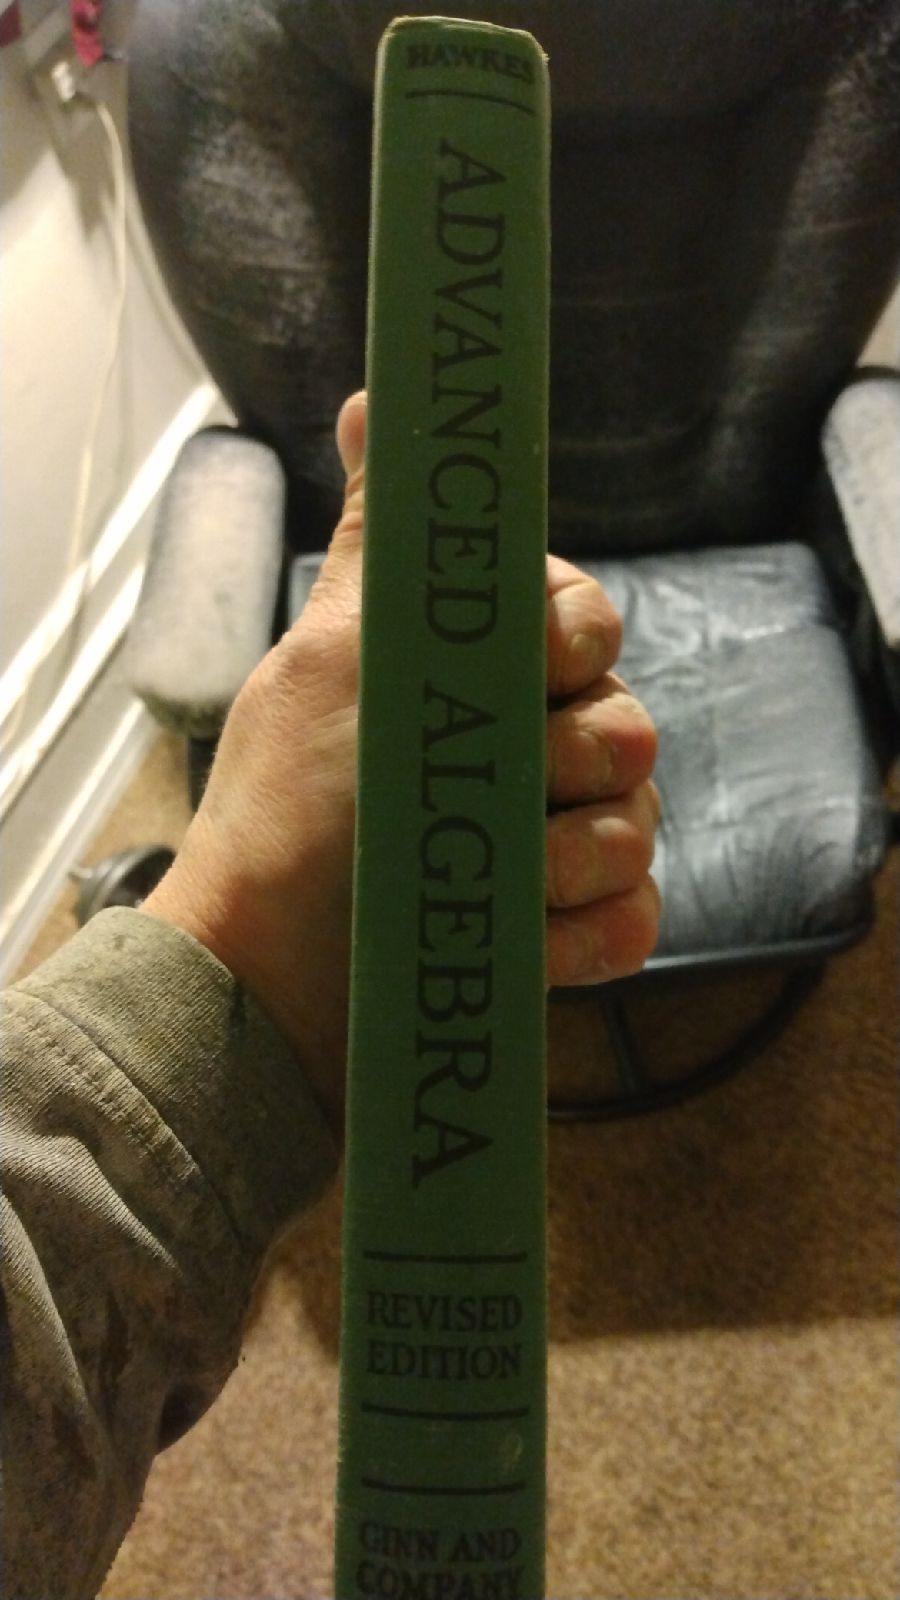 HAWKES
ADVANCED ALGEBRA
REVISED
EDITION
GINN AND
COMPANY